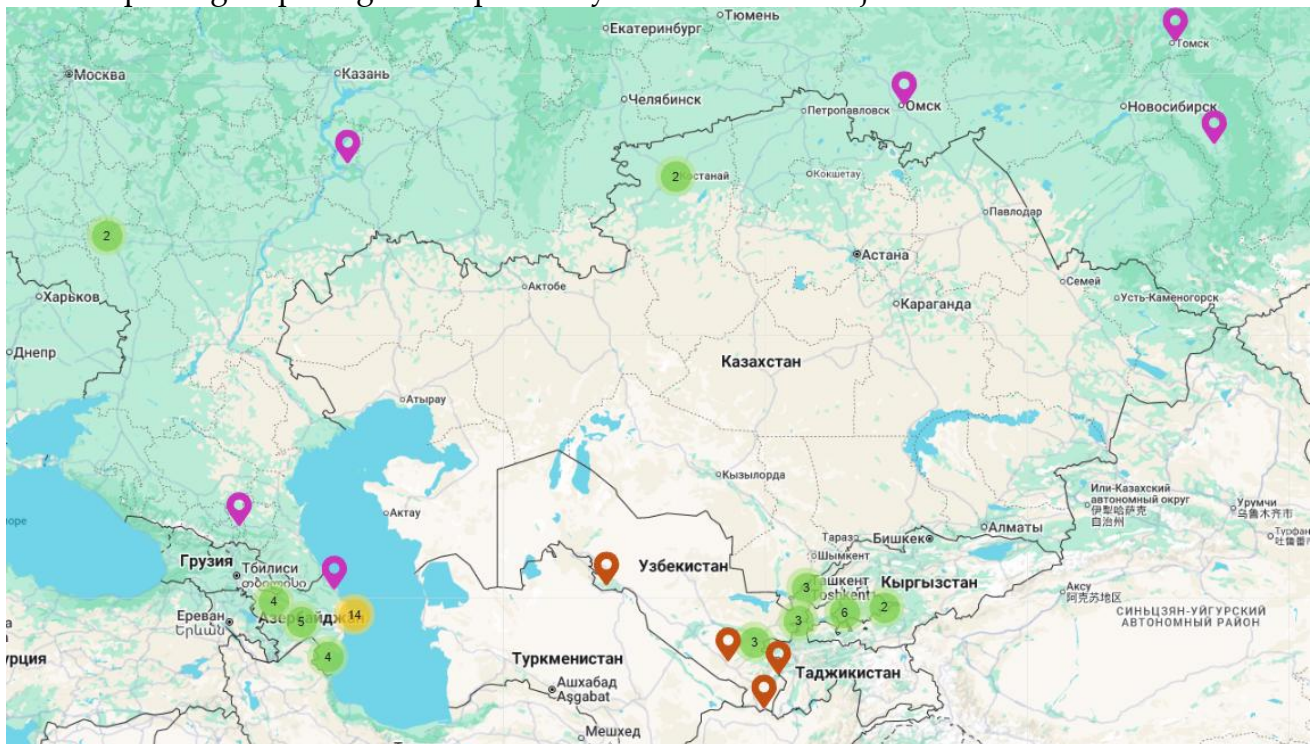 Тюмень
Екатеринбург
Томск
Москва
Казань
Челябинск
Петропавловск
Омск
Новосибирск
2
Костанай
Кокшетау
Павлодар
2
Астана
Семей
Харьков
Актобе
Караганда
Усть-Каменогорск
Днепр
Казахстан
Атырау
Кызылорда
Или-Казахский
автономный округ
伊犁哈萨克
自治州
Урумчи
乌鲁木齐市
Актау
Алматы
Тараз
Бишкек
Шымкент
Грузия
Тбилиси
თბილისი
Узбекистан
Ташкент
Toshkent
Кыргызстан
3
Аксу
阿克苏地区
СИНЬЦЗЯН-УЙГУРСКИЙ
АВТОНОМНЫЙ РАЙОН
4
14
6
2
Ереван
Երևան
5
Азербайджан
3
3
4
Туркменистан
Таджикистан
Ашхабад
Aşgabat
Мешхед